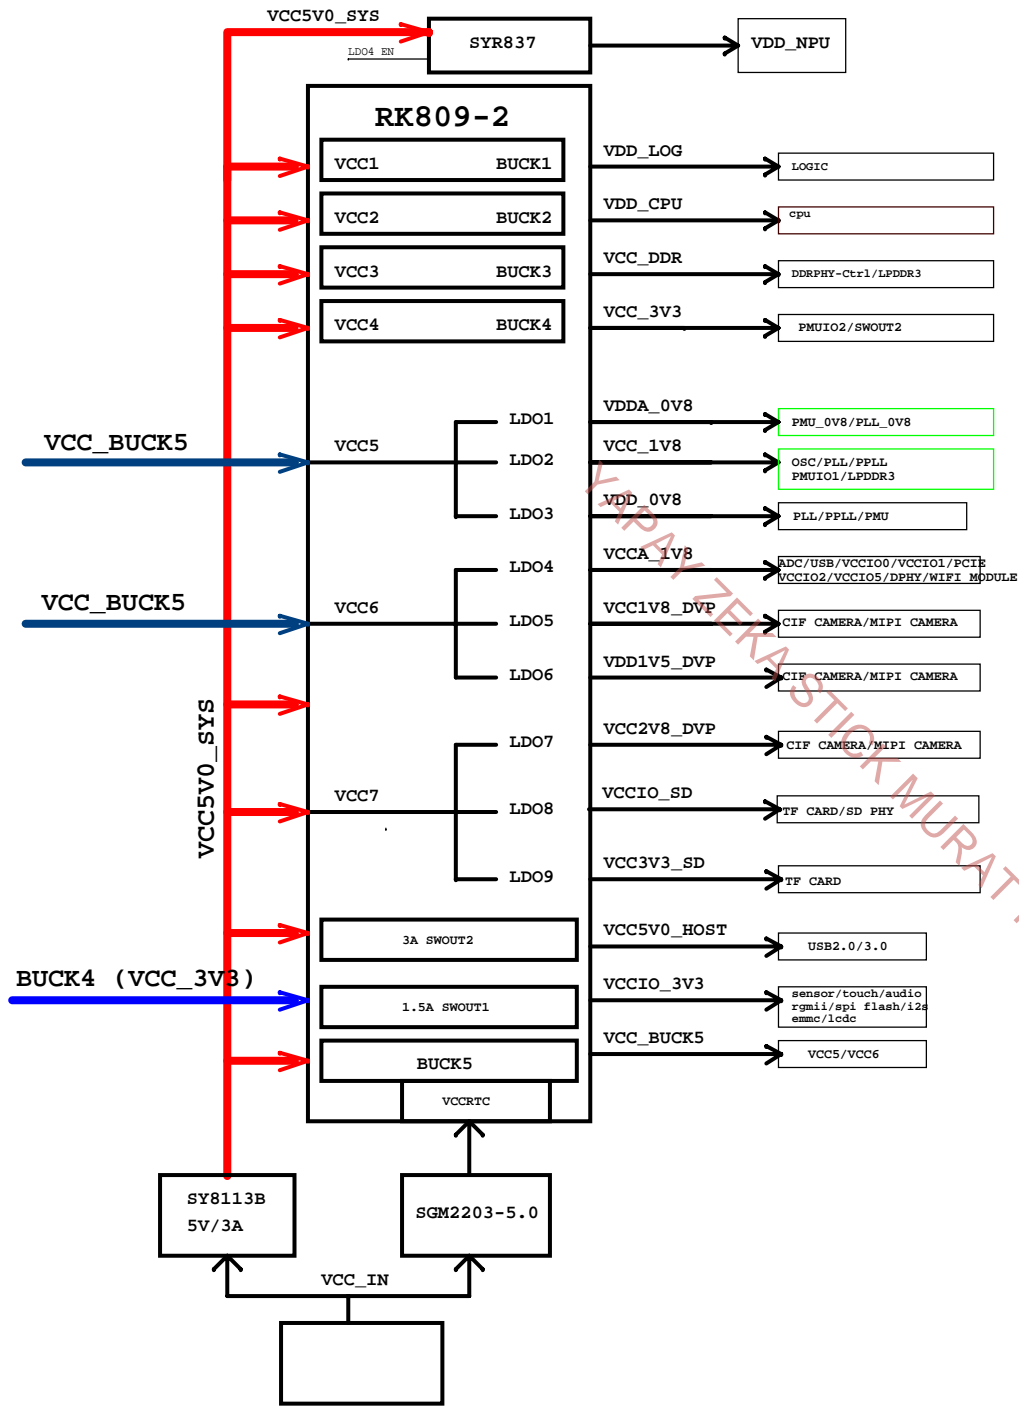 VCC5V0_SYS
SYR837
VDD_NPU
LDO4 EN
RK809-2
VCC1 BUCK1
VDD_LOG
LOGIC
VCC2 BUCK2
VDD_CPU
cpu
VCC3 BUCK3
VCC_DDR
DDRPHY-Ctrl/LPDDR3
VCC4 BUCK4
VCC_3V3
PMUIO2/SWOUT2
VCC_BUCK5
VCC5
LDO1
VDDA_0V8
PMU_0V8/PLL_0V8
LDO2
VCC_1V8
OSC/PLL/PPLL
PMUIO1/LPDDR3
LDO3
VDD_0V8
PLL/PPLL/PMU
VCC_BUCK5
VCC6
LDO4
VCCA_1V8
ADC/USB/VCCIO0/VCCIO1/PCIE
VCCIO2/VCCIO5/DPHY/WIFI MODULE
LDO5
VCC1V8_DVP
CIF CAMERA/MIPI CAMERA
LDO6
VDD1V5_DVP
CIF CAMERA/MIPI CAMERA
VCC5V0_SYS
VCC7
LDO7
VCC2V8_DVP
CIF CAMERA/MIPI CAMERA
LDO8
VCCIO_SD
TF CARD/SD PHY
LDO9
VCC3V3_SD
TF CARD
YAPAY ZEKA STICK MURAT
3A SWOUT2
VCC5V0_HOST
USB2.0/3.0
BUCK4 (VCC_3V3)
1.5A SWOUT1
VCCIO_3V3
sensor/touch/audio
rgmii/spi flash/i2s
emmc/lcdc
BUCK5
VCC_BUCK5
VCC5/VCC6
VCCRTC
SY8113B
5V/3A
SGM2203-5.0
VCC_IN